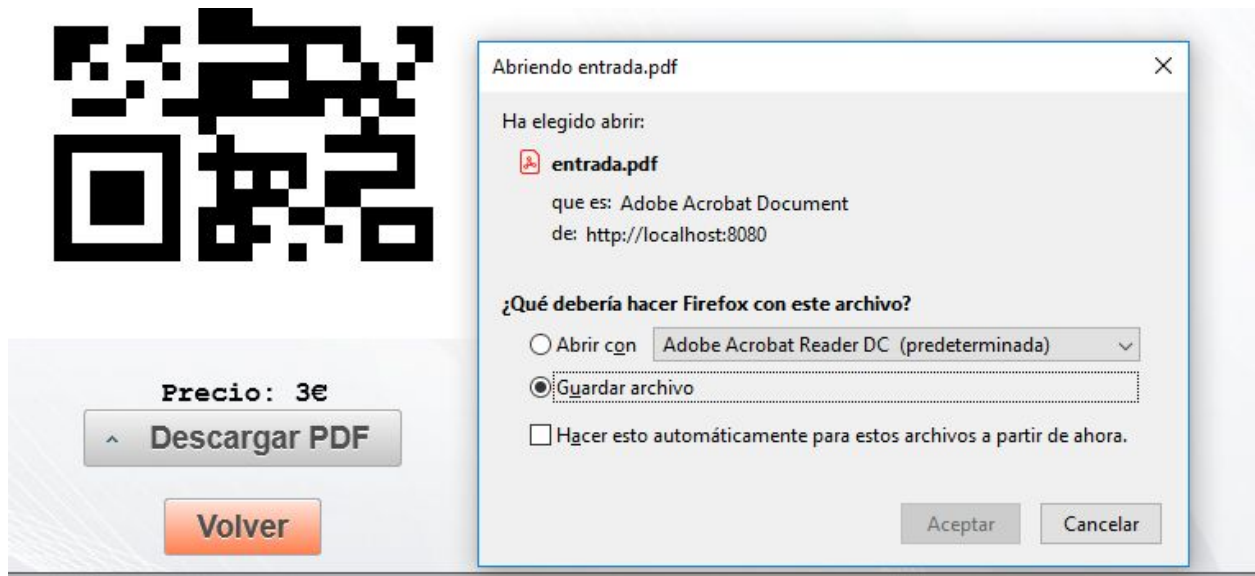 Precio: 3€
Descargar PDF
Volver
Abriendo entrada.pdf
Ha elegido abrir:
entrada.pdf
que es: Adobe Acrobat Document
de: http://localhost:8080
¿Qué debería hacer Firefox con este archivo?
Abrir con Adobe Acrobat Reader DC (predeterminada)
Guardar archivo
Hacer esto automáticamente para estos archivos a partir de ahora.
Aceptar Cancelar